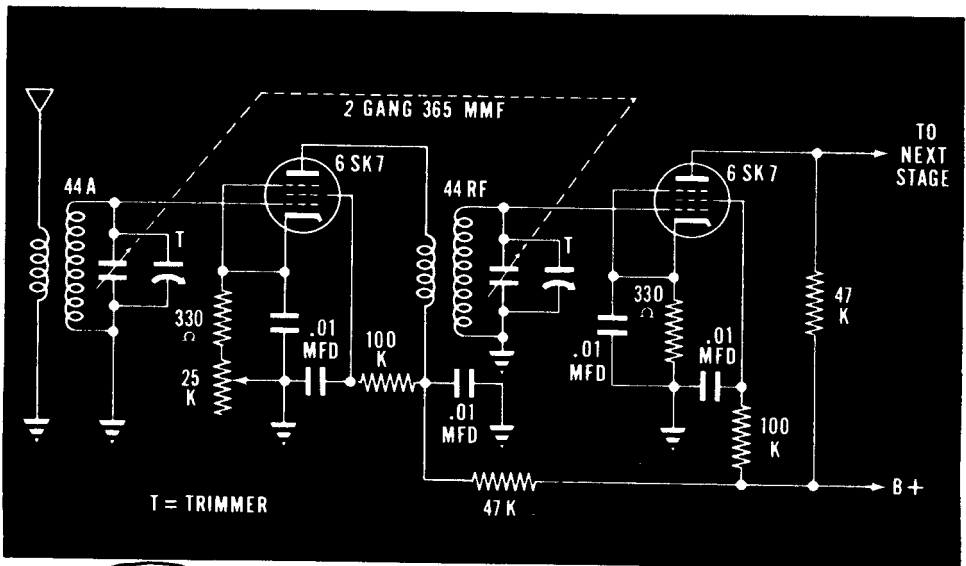 2 GANG 365 MMF
6 SK7
6 SK7
TO
NEXT
STAGE
44 A
44 RF
T
T
330
Ω
25
K
.01
MFD
100
K
.01
MFD
.01
MFD
330
Ω
.01
MFD
47
K
100
K
47 K
B +
T = TRIMMER